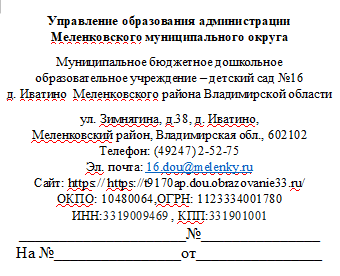 Управление образования администрации
Меленковского муниципального округа
Муниципальное бюджетное дошкольное
образовательное учреждение – детский сад №16
д. Иватино Меленковского района Владимирской области
ул. Зимнягина, д.38, д. Иватино,
Меленковский район, Владимирская обл., 602102
Телефон: (49247) 2-52-75
Эл. почта: 16.dou@melenky.ru
Сайт: https:// https://t9170ap.dou.obrazovanie33.ru/
ОКПО: 10480064,ОГРН: 1123334001780
ИНН:3319009469 , КПП:331901001
______________________№_______________
На №________________от________________